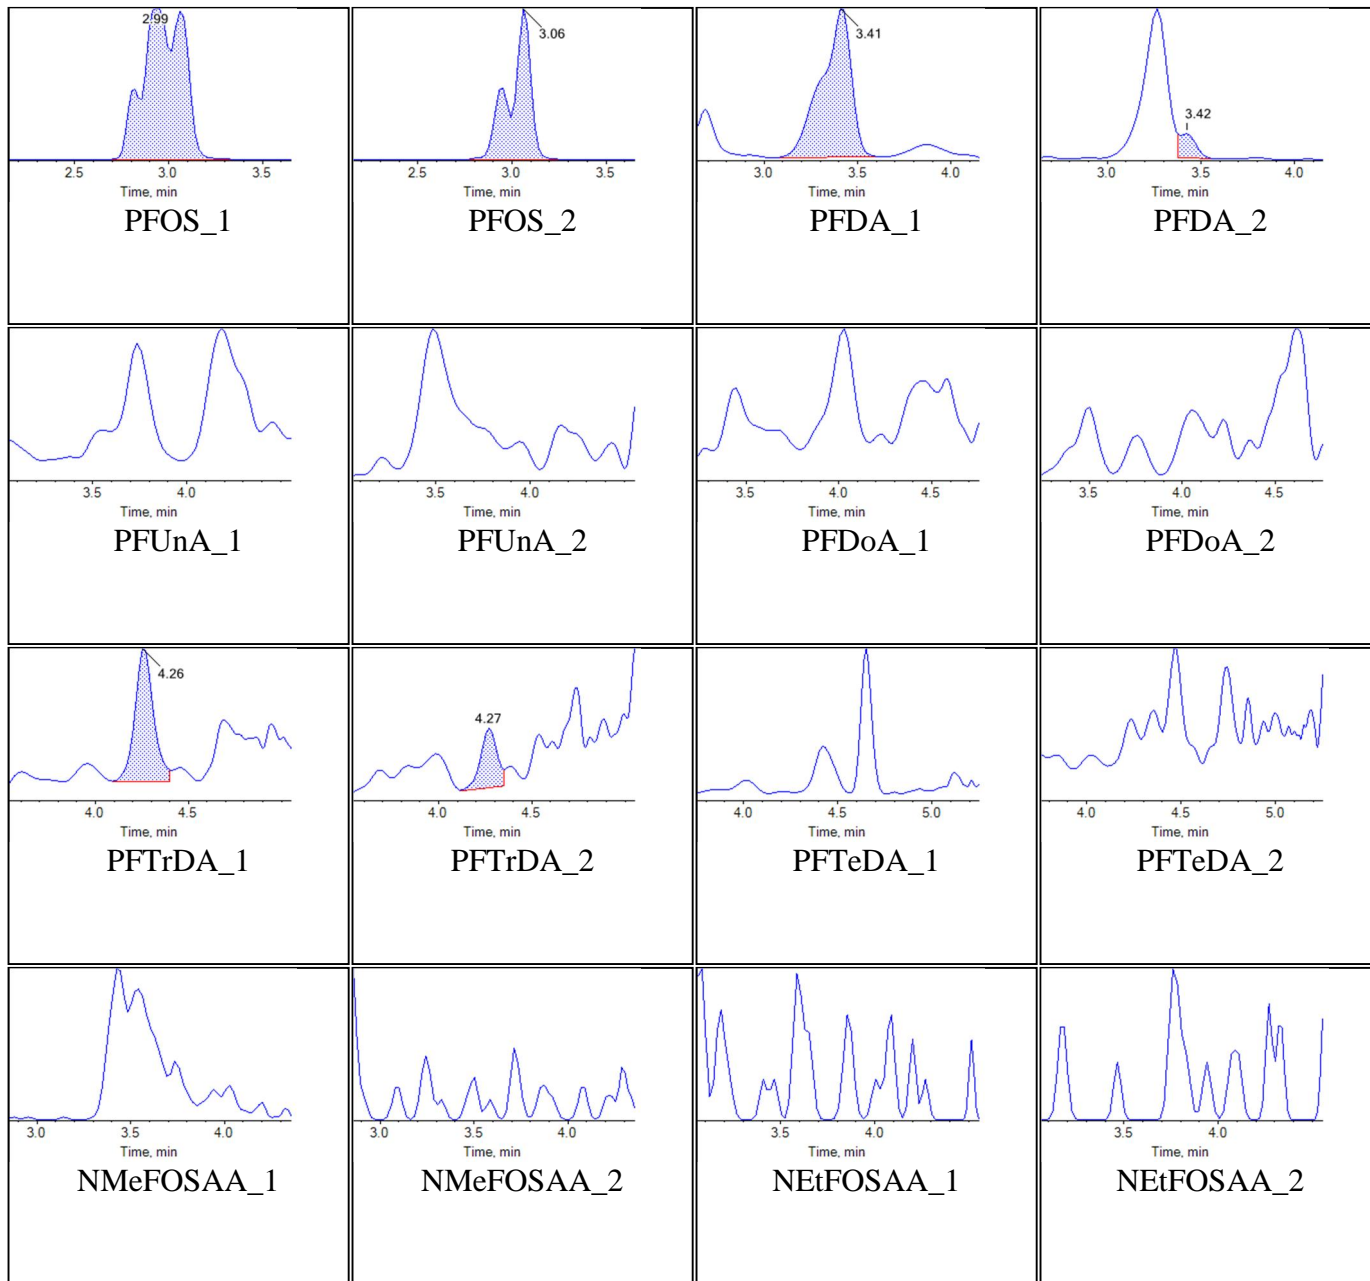 2.99
2.5 3.0 3.5
Time, min
PFOS_1
3.06
2.5 3.0 3.5
Time, min
PFOS_2
3.41
3.0 3.5 4.0
Time, min
PFDA_1
3.42
3.0 3.5 4.0
Time, min
PFDA_2
3.5 4.0
Time, min
PFUnA_1
3.5 4.0
Time, min
PFUnA_2
3.5 4.0 4.5
Time, min
PFDoA_1
3.5 4.0 4.5
Time, min
PFDoA_2
4.26
4.0 4.5
Time, min
PFTrDA_1
4.27
4.0 4.5
Time, min
PFTrDA_2
4.0 4.5 5.0
Time, min
PFTeDA_1
4.0 4.5 5.0
Time, min
PFTeDA_2
3.0 3.5 4.0
Time, min
NMeFOSAA_1
3.0 3.5 4.0
Time, min
NMeFOSAA_2
3.5 4.0
Time, min
NEtFOSAA_1
3.5 4.0
Time, min
NEtFOSAA_2